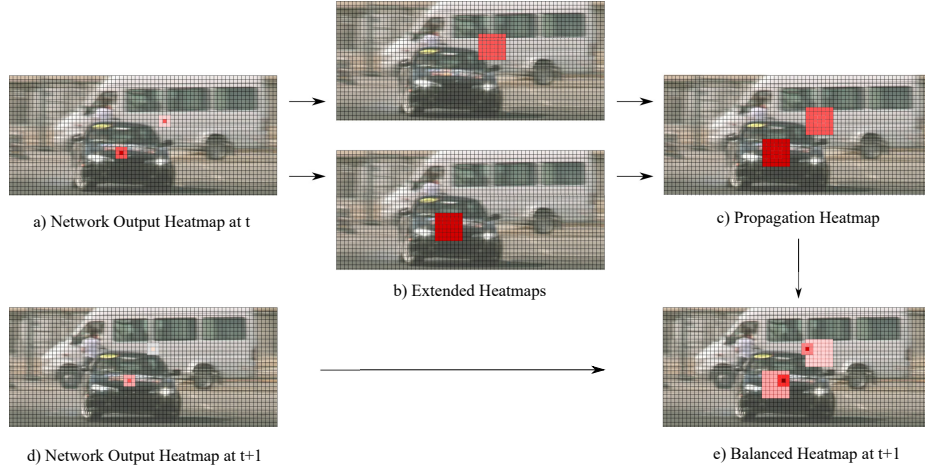 a) Network Output Heatmap at t
b) Extended Heatmaps
c) Propagation Heatmap
d) Network Output Heatmap at t+1
e) Balanced Heatmap at t+1